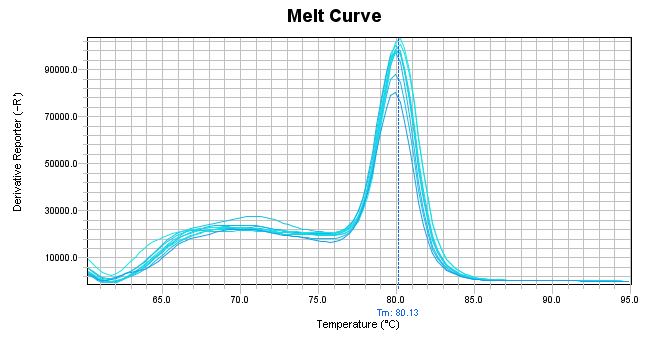 Melt Curve
Derivative Reporter (−R')
90000.0
70000.0
50000.0
30000.0
10000.0
65.0 70.0 75.0 80.0 85.0 90.0 95.0
Tm: 80.13
Temperature (°C)